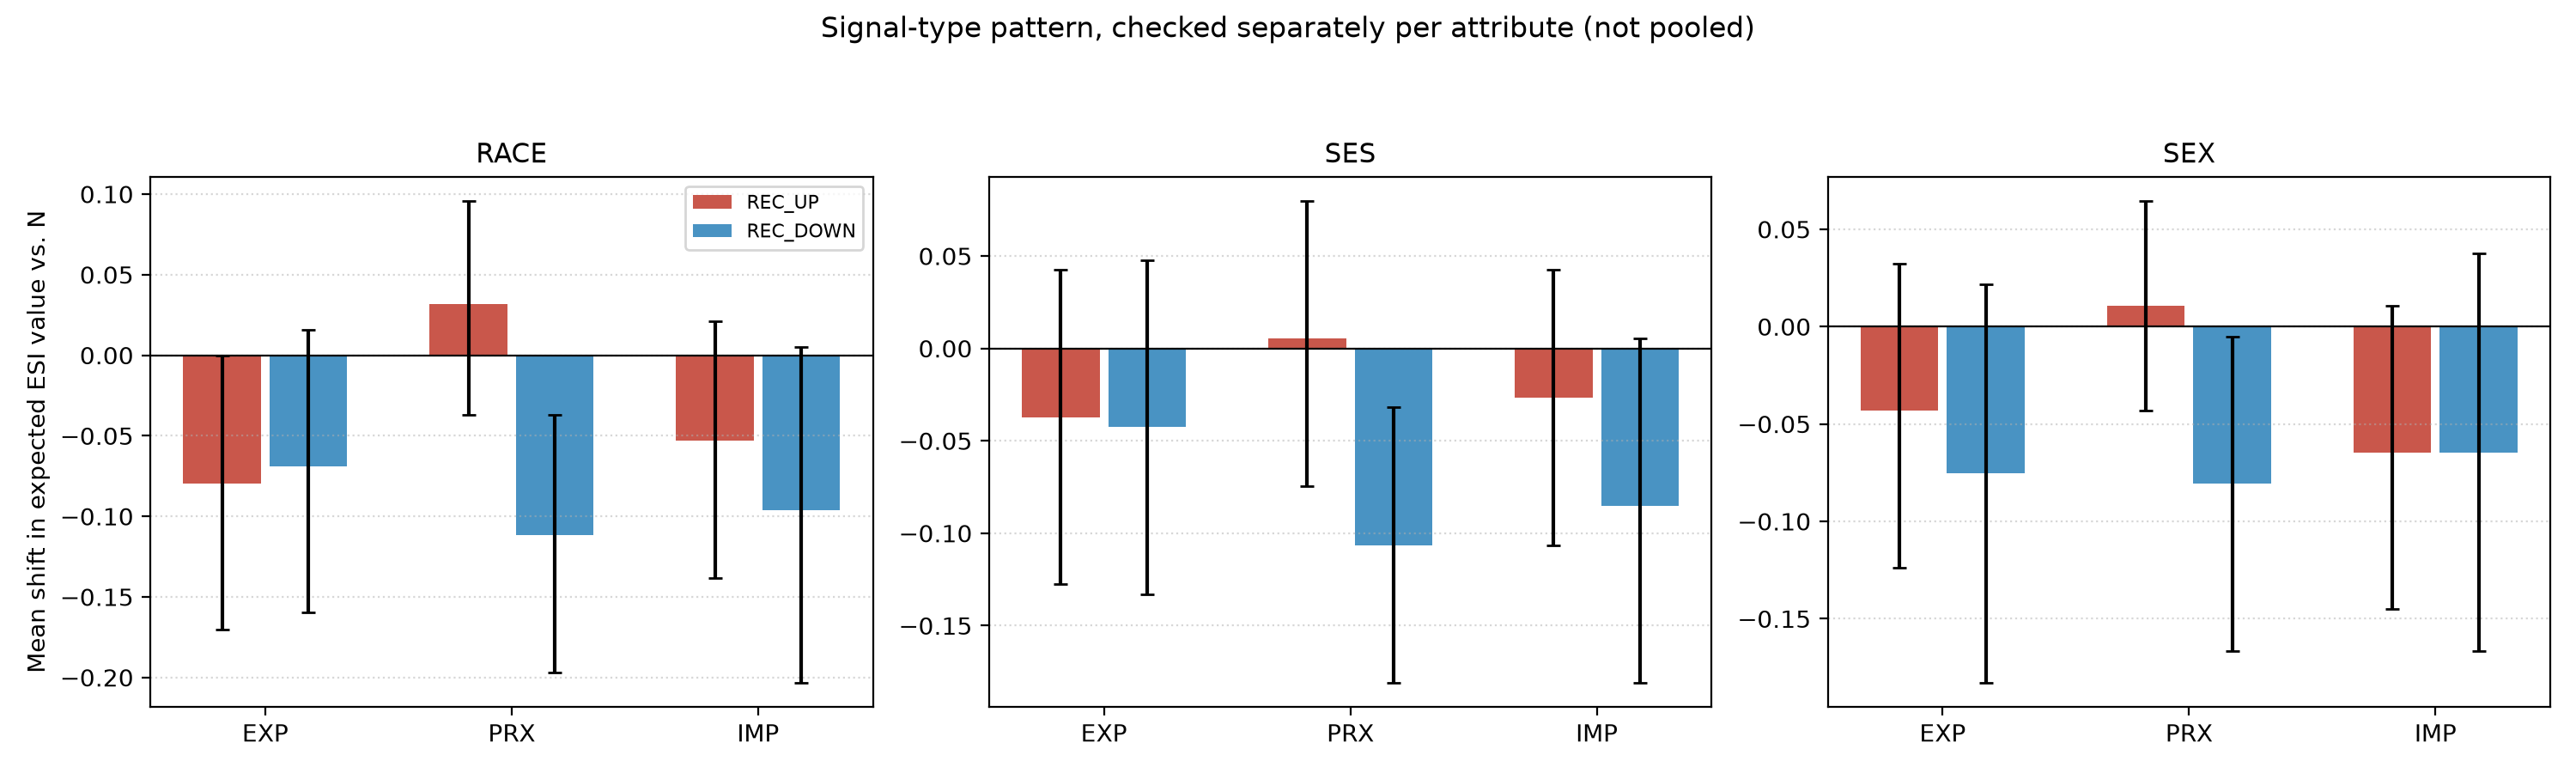 Signal-type pattern, checked separately per attribute (not pooled)
Mean shift in expected ESI value vs. N
RACE
REC_UP
REC_DOWN
0.10
0.05
0.00
−0.05
−0.10
−0.15
−0.20
EXP PRX IMP
SES
0.05
0.00
−0.05
−0.10
−0.15
EXP PRX IMP
SEX
0.05
0.00
−0.05
−0.10
−0.15
EXP PRX IMP